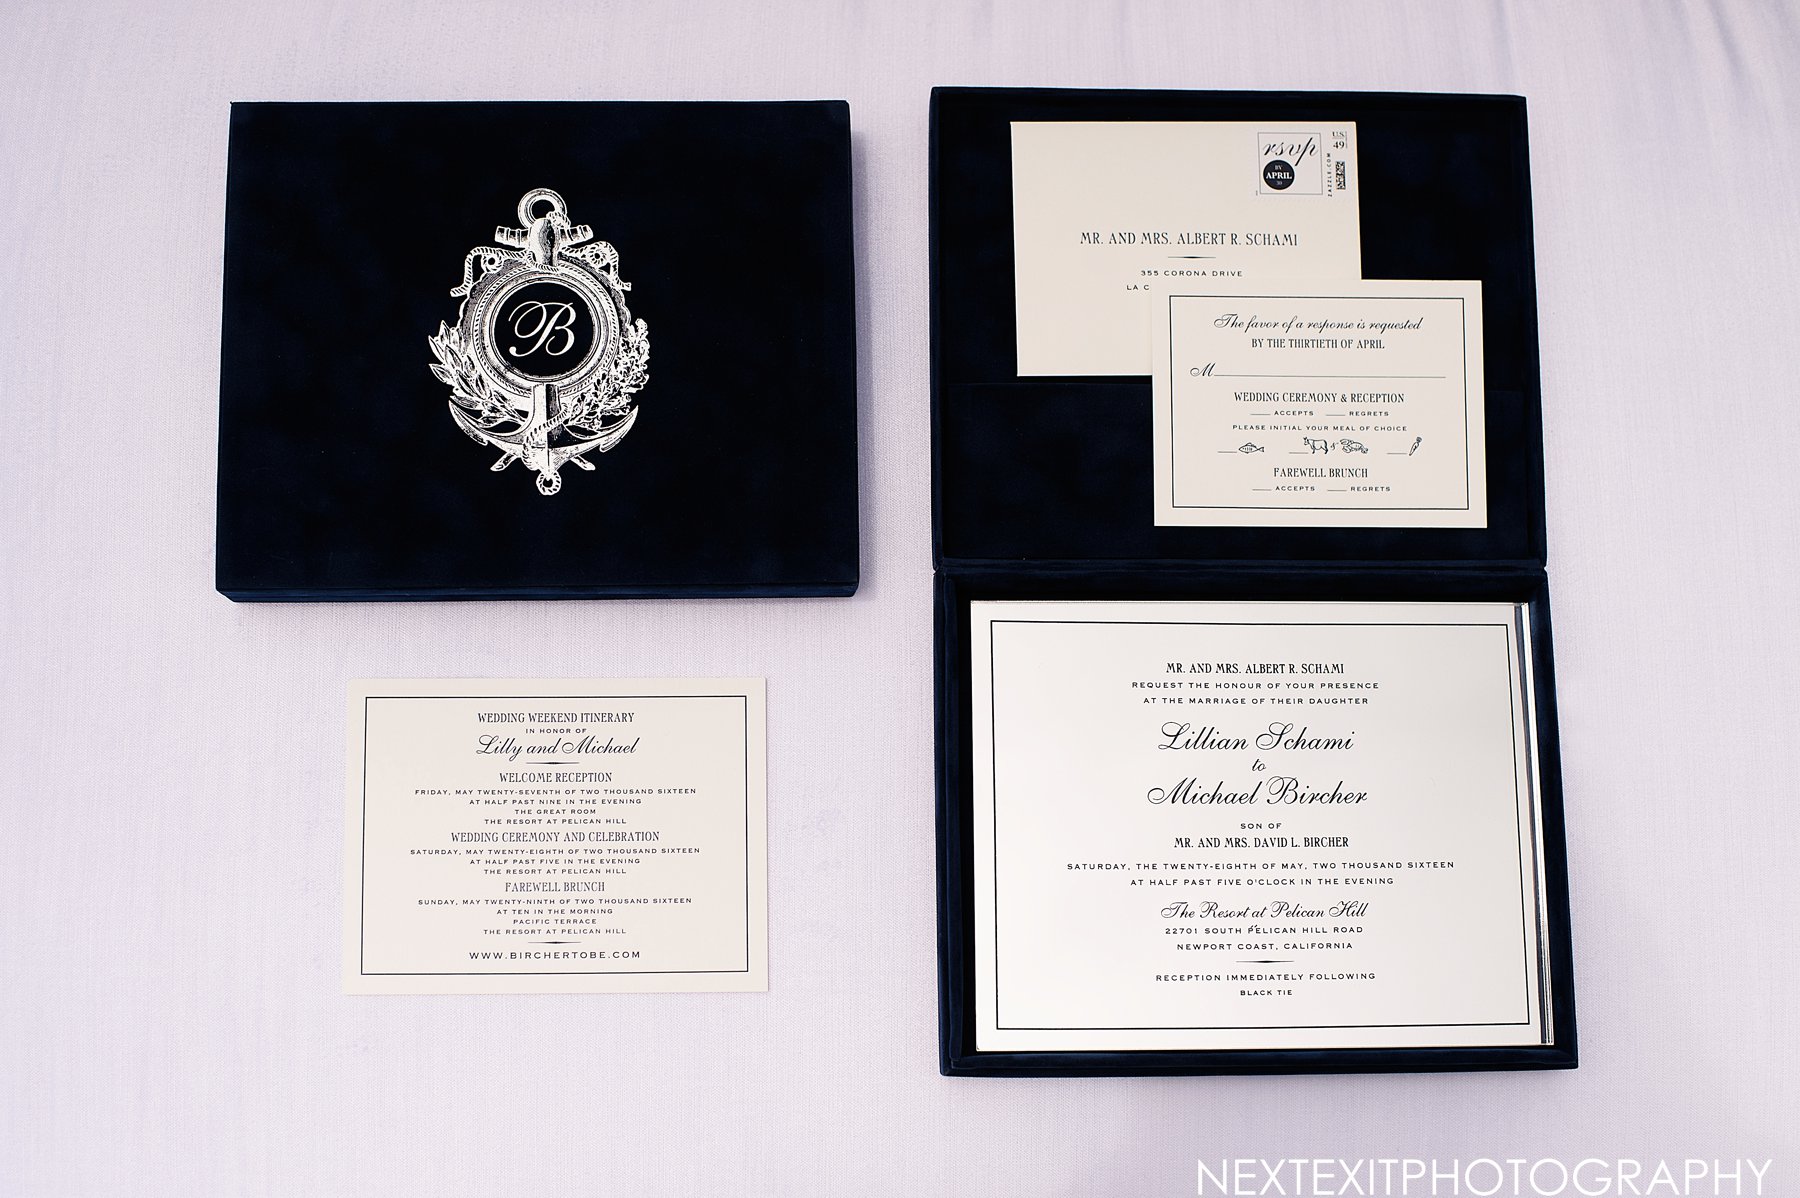 B
WEDDING WEEKEND ITINERARY
IN HONOR OF
Lilly and Michael
WELCOME RECEPTION
FRIDAY, MAY TWENTY-SEVENTH OF TWO THOUSAND SIXTEEN
AT HALF PAST NINE IN THE EVENING
THE GREAT ROOM
THE RESORT AT PELICAN HILL
WEDDING CEREMONY AND CELEBRATION
SATURDAY, MAY TWENTY-EIGHTH OF TWO THOUSAND SIXTEEN
AT HALF PAST FIVE IN THE EVENING
THE RESORT AT PELICAN HILL
FAREWELL BRUNCH
SUNDAY, MAY TWENTY-NINTH OF TWO THOUSAND SIXTEEN
AT TEN IN THE MORNING
PACIFIC TERRACE
THE RESORT AT PELICAN HILL
WWW.BIRCHERTOBE.COM
rsvp
BY
APRIL
30
U.S.
49
ZAZZLE.COM
MR. AND MRS. ALBERT R. SCHAMI
355 CORONA DRIVE
LA C
The favor of a response is requested
BY THE THIRTIETH OF APRIL
M
WEDDING CEREMONY & RECEPTION
ACCEPTS REGRETS
PLEASE INITIAL YOUR MEAL OF CHOICE
&
FAREWELL BRUNCH
ACCEPTS REGRETS
MR. AND MRS. ALBERT R. SCHAMI
REQUEST THE HONOUR OF YOUR PRESENCE
AT THE MARRIAGE OF THEIR DAUGHTER
Lillian Schami
to
Michael Bircher
SON OF
MR. AND MRS. DAVID L. BIRCHER
SATURDAY, THE TWENTY-EIGHTH OF MAY, TWO THOUSAND SIXTEEN
AT HALF PAST FIVE O'CLOCK IN THE EVENING
The Resort at Pelican Hill
22701 SOUTH PELICAN HILL ROAD
NEWPORT COAST, CALIFORNIA
RECEPTION IMMEDIATELY FOLLOWING
BLACK TIE
NEXTEXITPHOTOGRAPHY